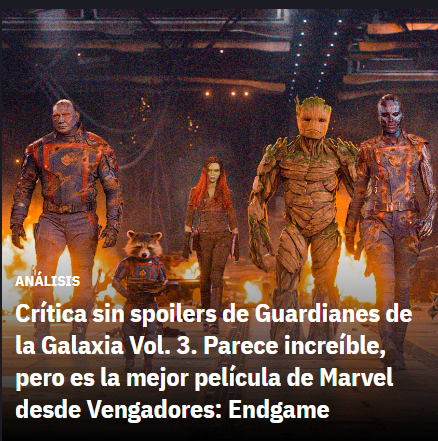 ANÁLISIS
Crítica sin spoilers de Guardianes de
la Galaxia Vol. 3. Parece increíble,
pero es la mejor película de Marvel
desde Vengadores: Endgame